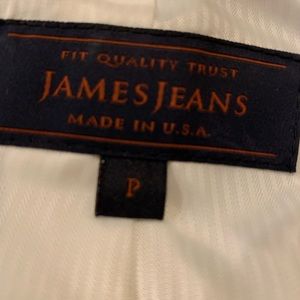 FIT QUALITY TRUST
JAMES JEANS
MADE IN U.S.A.
P